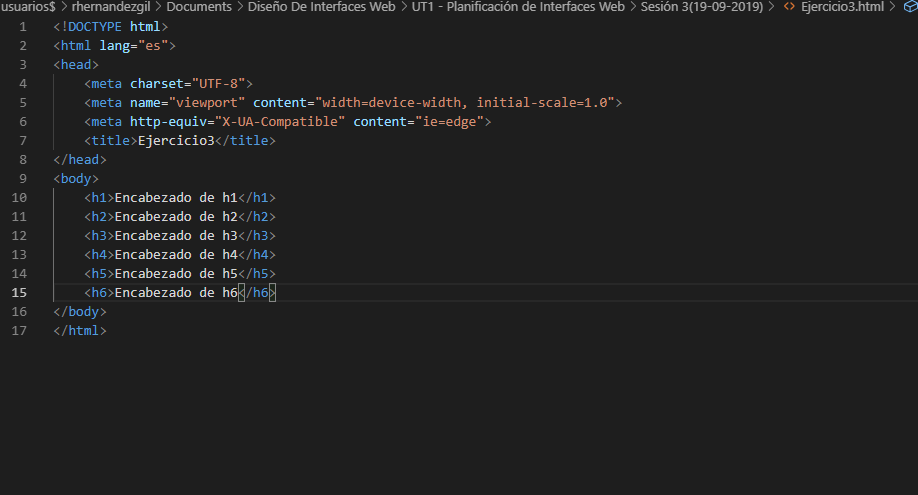 usuarios$ > rhernandezgil > Documents > Diseño De Interfaces Web > UT1 - Planificación de Interfaces Web > Sesión 3(19-09-2019) > <> Ejercicio3.html >
1 <!DOCTYPE html>
2 <html lang="es">
3 <head>
4     <meta charset="UTF-8">
5     <meta name="viewport" content="width=device-width, initial-scale=1.0">
6     <meta http-equiv="X-UA-Compatible" content="ie=edge">
7     <title>Ejercicio3</title>
8 </head>
9 <body>
10     <h1>Encabezado de h1</h1>
11     <h2>Encabezado de h2</h2>
12     <h3>Encabezado de h3</h3>
13     <h4>Encabezado de h4</h4>
14     <h5>Encabezado de h5</h5>
15     <h6>Encabezado de h6</h6>
16 </body>
17 </html>